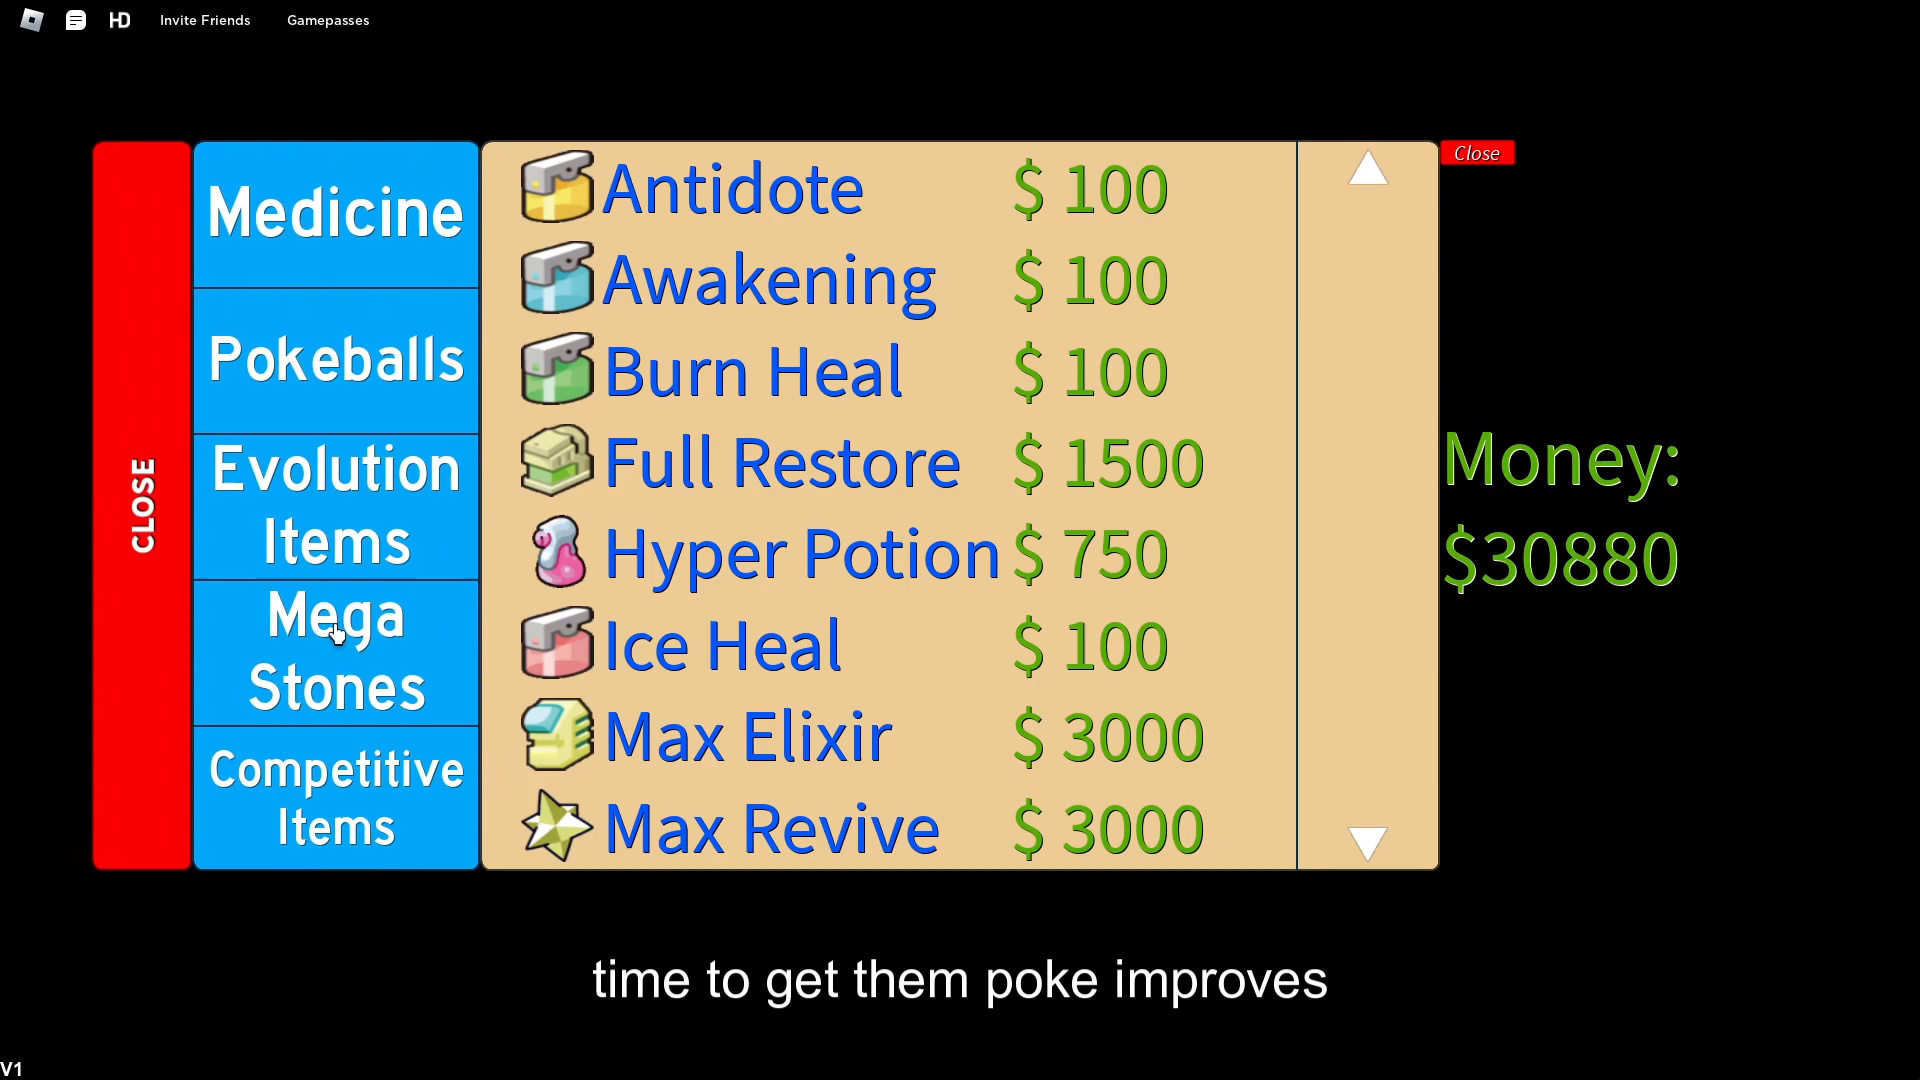 HD Invite Friends Gamepasses
CLOSE
Medicine
Pokeballs
Evolution
Items
Mega
Stones
Competitive
Items
Antidote $ 100
Awakening $ 100
Burn Heal $ 100
Full Restore $ 1500
Hyper Potion $ 750
Ice Heal $ 100
Max Elixir $ 3000
Max Revive $ 3000
Close
Money:
$30880
time to get them poke improves
V1